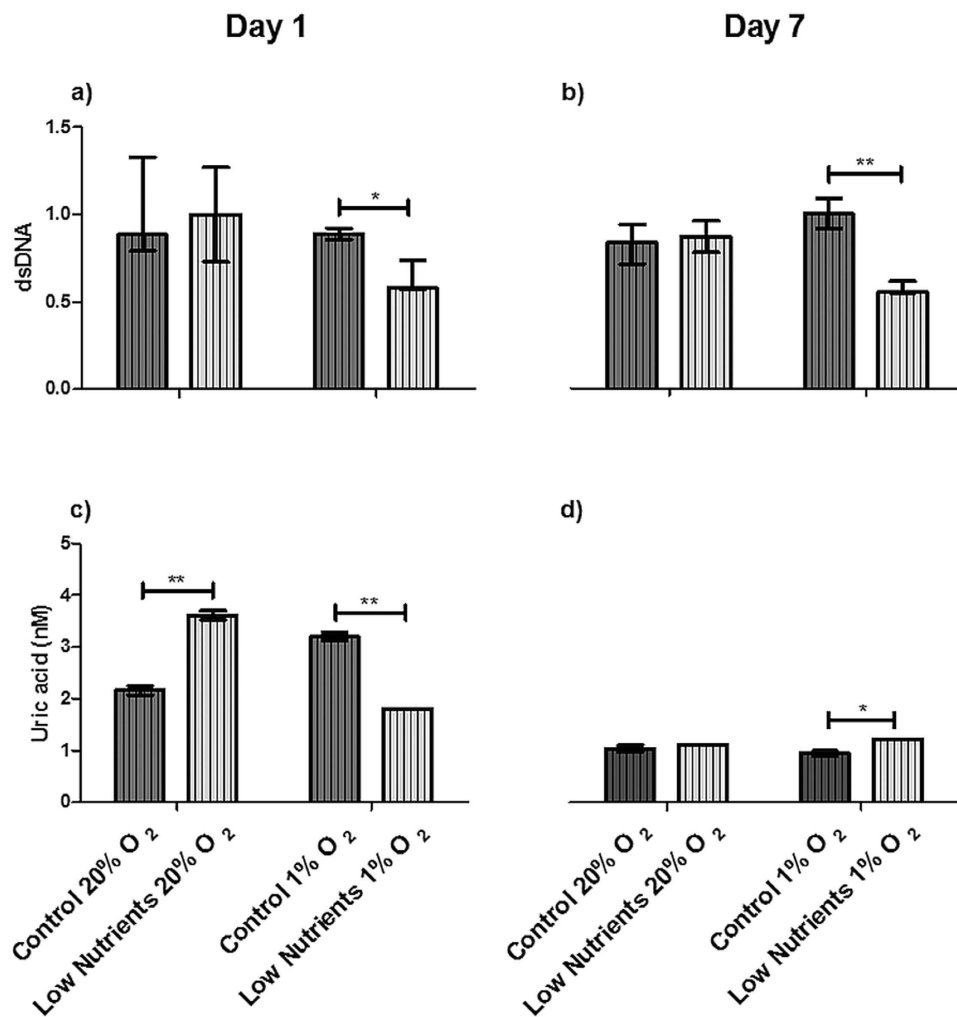 Day 1
Day 7
a)
b)
dsDNA
1.5
1.0
0.5
0.0
*
**
c)
d)
Uric acid (nM)
5
4
3
2
1
0
**
**
*
Control 20% O 2
Low Nutrients 20% O 2
Control 1% O 2
Low Nutrients 1% O 2
Control 20% O 2
Low Nutrients 20% O 2
Control 1% O 2
Low Nutrients 1% O 2